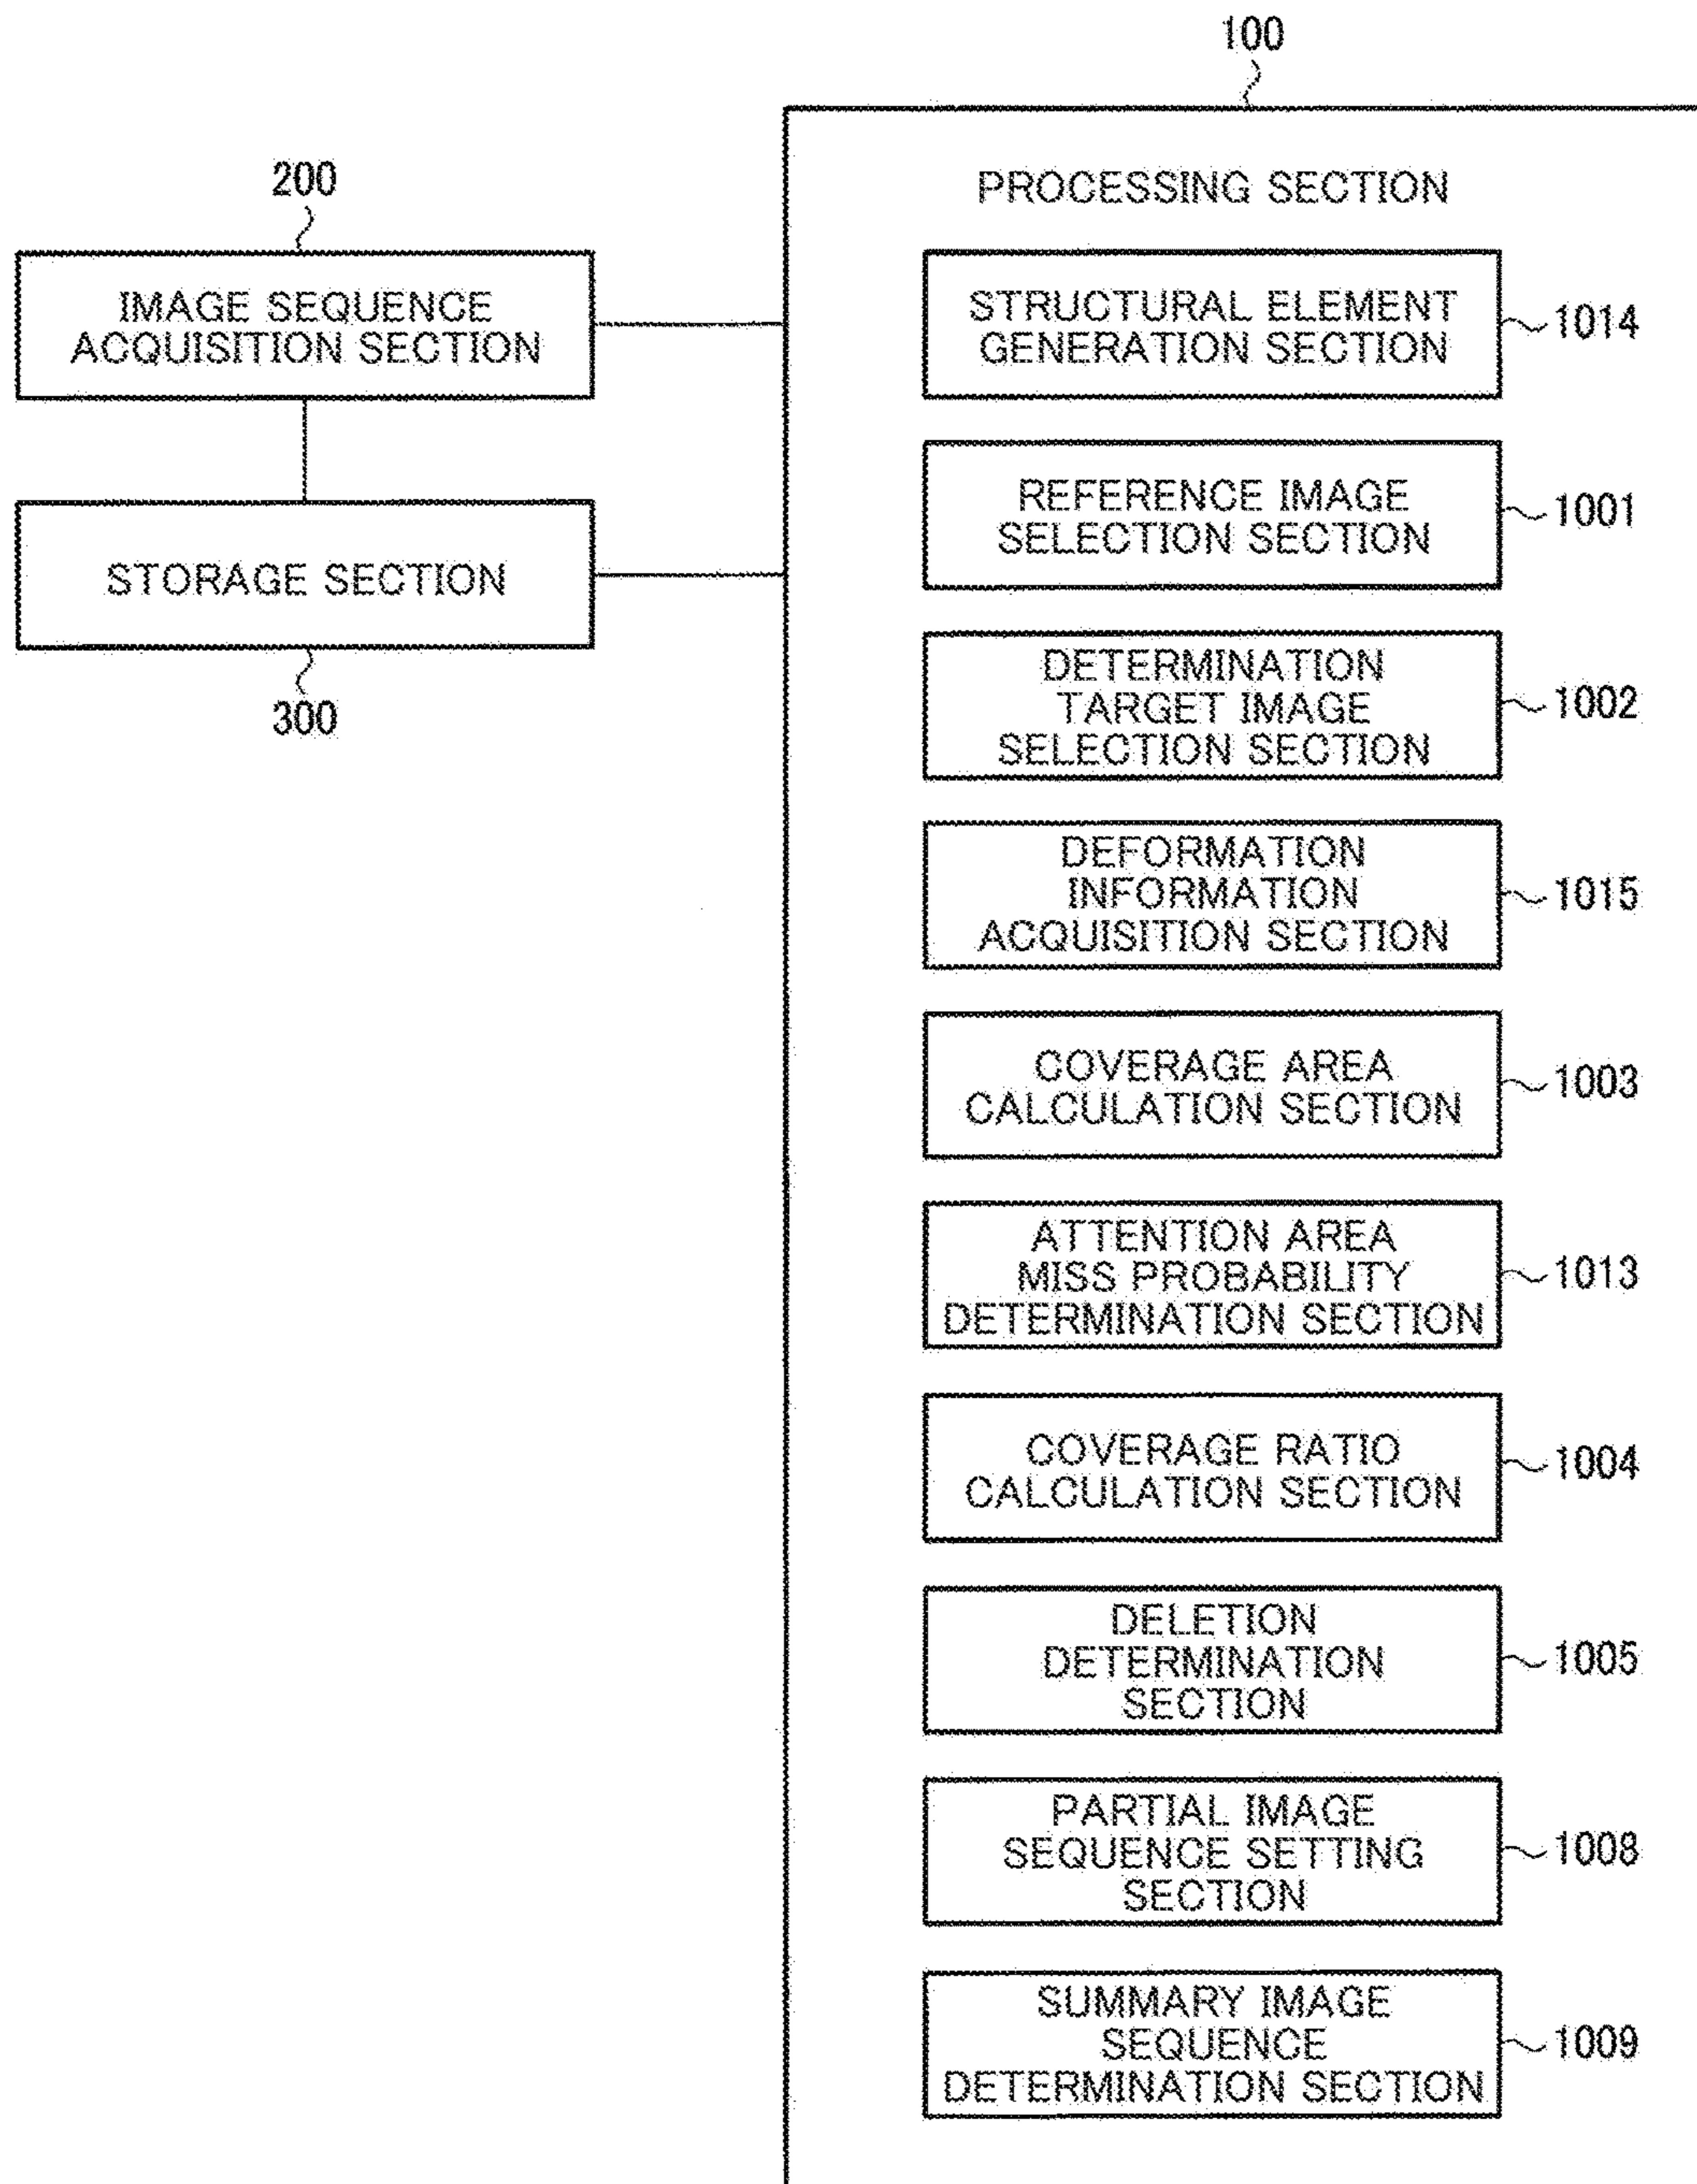 100
PROCESSING SECTION
200
IMAGE SEQUENCE
ACQUISITION SECTION
STORAGE SECTION
300
STRUCTURAL ELEMENT
GENERATION SECTION
1014
REFERENCE IMAGE
SELECTION SECTION
1001
DETERMINATION
TARGET IMAGE
SELECTION SECTION
1002
DEFORMATION
INFORMATION
ACQUISITION SECTION
1015
COVERAGE AREA
CALCULATION SECTION
1003
ATTENTION AREA
MISS PROBABILITY
DETERMINATION SECTION
1013
COVERAGE RATIO
CALCULATION SECTION
1004
DELETION
DETERMINATION
SECTION
1005
PARTIAL IMAGE
SEQUENCE SETTING
SECTION
1008
SUMMARY IMAGE
SEQUENCE
DETERMINATION SECTION
1009